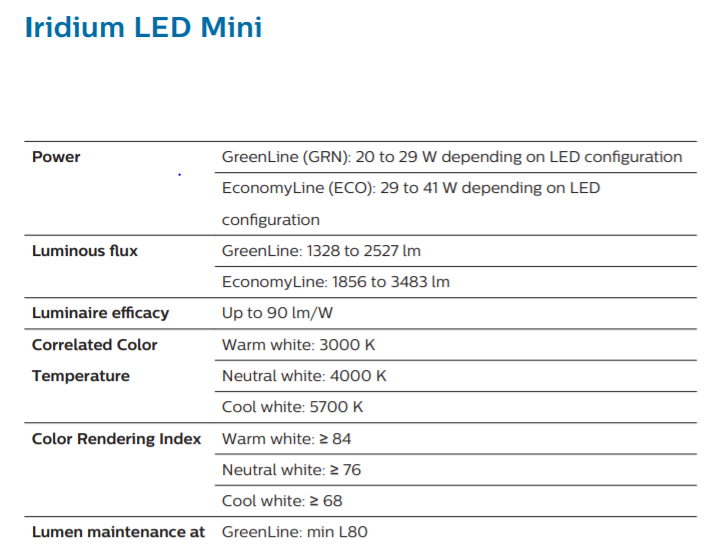 Iridium LED Mini
Power GreenLine (GRN): 20 to 29 W depending on LED configuration
EconomyLine (ECO): 29 to 41 W depending on LED
configuration
Luminous flux GreenLine: 1328 to 2527 lm
EconomyLine: 1856 to 3483 lm
Luminaire efficacy Up to 90 lm/W
Correlated Color Warm white: 3000 K
Temperature Neutral white: 4000 K
Cool white: 5700 K
Color Rendering Index Warm white: ≥ 84
Neutral white: ≥ 76
Cool white: ≥ 68
Lumen maintenance at GreenLine: min L80